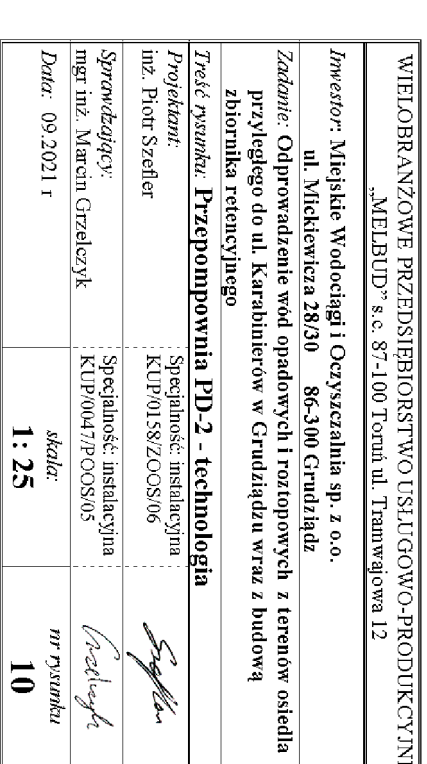 WIELOBRANŻOWE PRZEDSIĘBIORSTWO USŁUGOWO-PRODUKCYJNE
„MELBUD” s.c. 87-100 Toruń ul. Tramwajowa 12
Inwestor: Miejskie Wodociągi i Oczyszczalnia sp. z o.o.
ul. Mickiewicza 28/30 86-300 Grudziądz
Zadanie: Odprowadzenie wód opadowych i roztopowych z terenów osiedla
przyległego do ul. Karabinierów w Grudziądzu wraz z budową
zbiornika retencyjnego
Treść rysunku: Przepompownia PD-2 - technologia
Projektant:
inż. Piotr Szefler
Specjalność: instalacyjna
KUP/0158/ZOOS/06
Sprawdzający:
mgr inż. Marcin Grzelczyk
Specjalność: instalacyjna
KUP/0047/POOS/05
Data: 09.2021 r
skala:
1: 25
nr rysunku
10